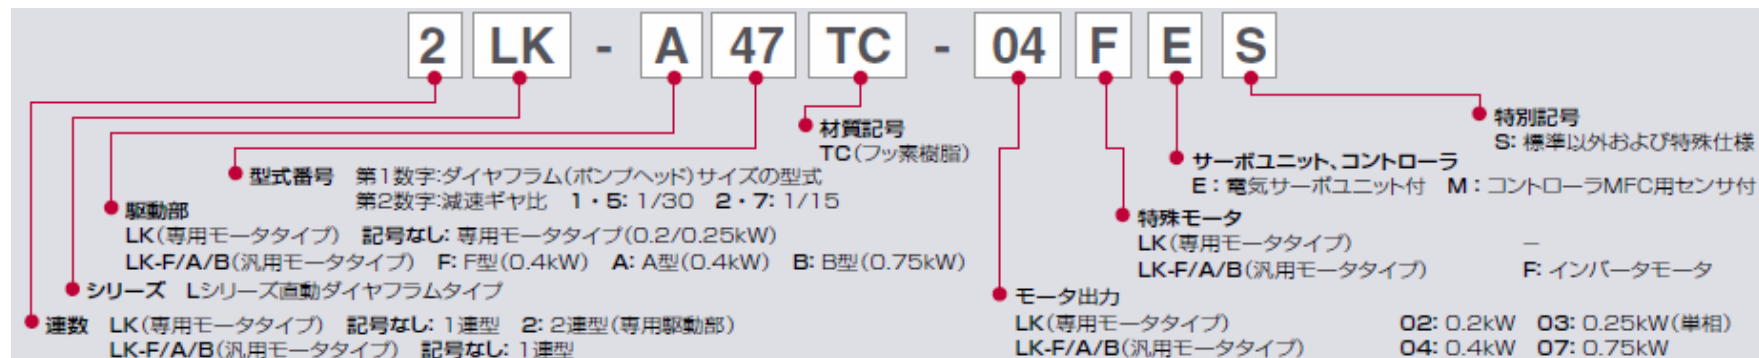 2 LK - A 47 TC - 04 F E S
特別記号
S: 標準以外および特殊仕様
材質記号
TC(フッ素樹脂)
サーボユニット、コントローラ
E:電気サーボユニット付 M:コントローラMFC用センサ付
型式番号 第1数字:ダイヤフラム(ポンプヘッド)サイズの型式
第2数字:減速ギヤ比 1・5: 1/30 2・7: 1/15
駆動部
LK(専用モータタイプ) 記号なし: 専用モータタイプ(0.2/0.25kW)
LK-F/A/B(汎用モータタイプ) F: F型(0.4kW) A: A型(0.4kW) B: B型(0.75kW)
特殊モータ
LK(専用モータタイプ) −
LK-F/A/B(汎用モータタイプ) F: インバータモータ
シリーズ Lシリーズ直動ダイヤフラムタイプ
連数 LK(専用モータタイプ) 記号なし: 1連型 2: 2連型(専用駆動部)
LK-F/A/B(汎用モータタイプ) 記号なし: 1連型
モータ出力
LK(専用モータタイプ) 02: 0.2kW 03: 0.25kW(単相)
LK-F/A/B(汎用モータタイプ) 04: 0.4kW 07: 0.75kW